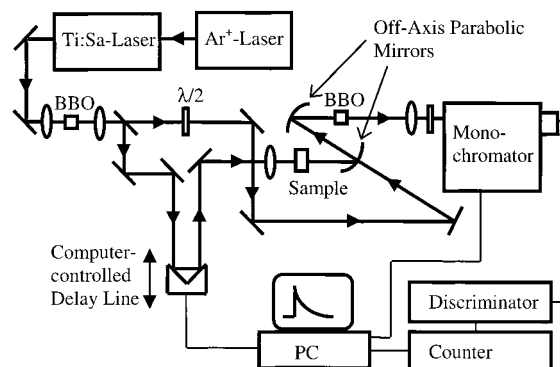 Ti:Sa-Laser
Ar⁺-Laser
Off-Axis Parabolic
Mirrors
BBO
λ/2
BBO
Mono-
chromator
Sample
Computer-
controlled
Delay Line
Discriminator
PC
Counter